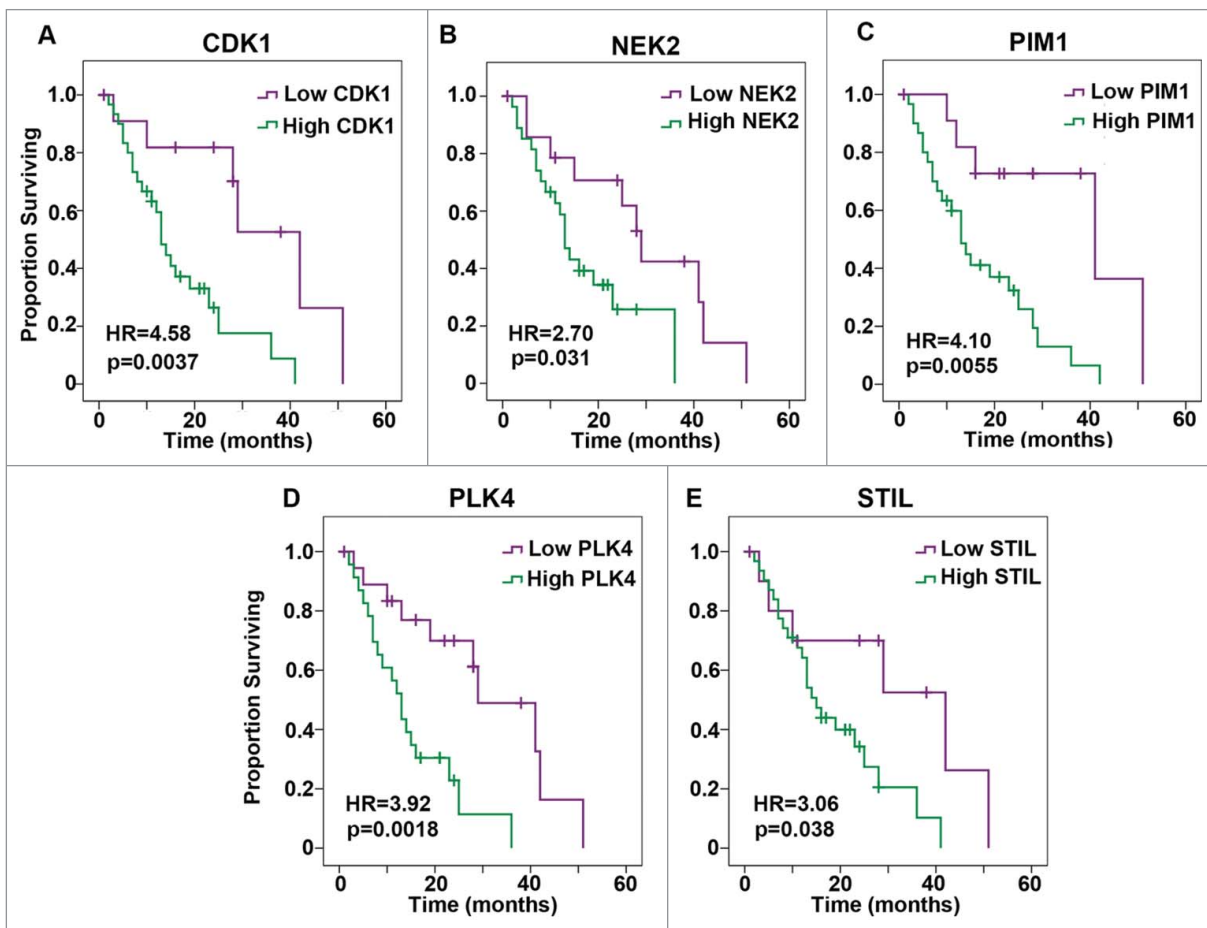 A
CDK1
Low CDK1
High CDK1
Proportion Surviving
1.0
0.8
0.6
0.4
0.2
0
HR=4.58
p=0.0037
0
20
40
60
Time (months)
B
NEK2
Low NEK2
High NEK2
1.0
0.8
0.6
0.4
0.2
0
HR=2.70
p=0.031
0
20
40
60
Time (months)
C
PIM1
Low PIM1
High PIM1
1.0
0.8
0.6
0.4
0.2
0
HR=4.10
p=0.0055
0
20
40
60
Time (months)
D
PLK4
Low PLK4
High PLK4
Proportion Surviving
1.0
0.8
0.6
0.4
0.2
0
HR=3.92
p=0.0018
0
20
40
60
Time (months)
E
STIL
Low STIL
High STIL
1.0
0.8
0.6
0.4
0.2
0
HR=3.06
p=0.038
0
20
40
60
Time (months)